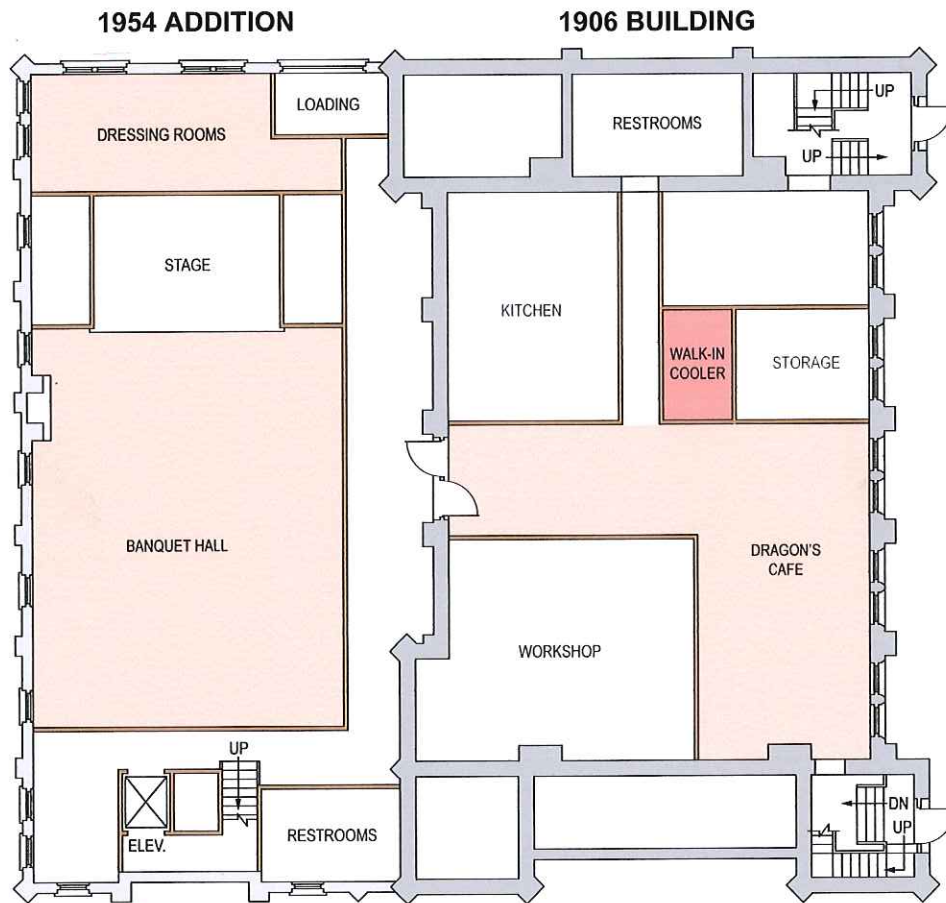 1954 ADDITION
1906 BUILDING
LOADING
DRESSING ROOMS
RESTROOMS
UP
UP
STAGE
KITCHEN
WALK-IN
COOLER
STORAGE
BANQUET HALL
DRAGON'S
CAFE
WORKSHOP
UP
ELEV.
RESTROOMS
DN
UP